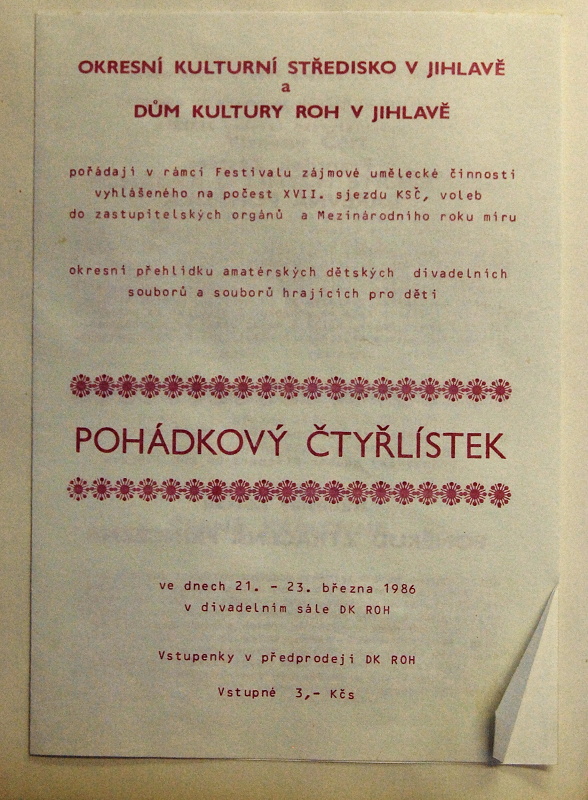 OKRESNÍ KULTURNÍ STŘEDISKO V JIHLAVĚ
a
DŮM KULTURY ROH V JIHLAVĚ
pořádají v rámci Festivalu zájmové umělecké činnosti
vyhlášeného na počest XVII. sjezdu KSČ, voleb
do zastupitelských orgánů a Mezinárodního roku míru
okresní přehlídku amatérských dětských divadelních
souborů a souborů hrajících pro děti
POHÁDKOVÝ ČTYŘLÍSTEK
ve dnech 21. - 23. března 1986
v divadelním sále DK ROH
Vstupenky v předprodeji DK ROH
Vstupné 3,- Kčs